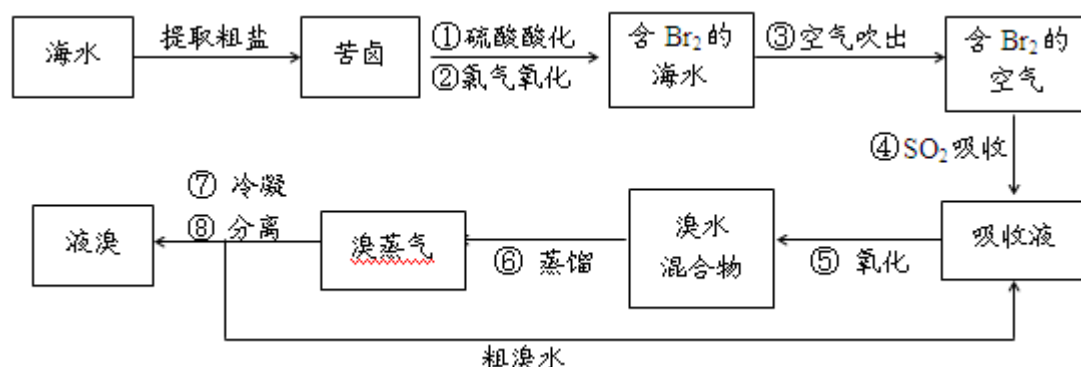 海水
提取粗盐
苦卤
①硫酸酸化
②氯气氧化
含Br₂的
海水
③空气吹出
含Br₂的
空气
④SO₂吸收
吸收液
⑤ 氧化
溴水
混合物
⑥ 蒸馏
溴蒸气
⑦ 冷凝
⑧ 分离
液溴
粗溴水